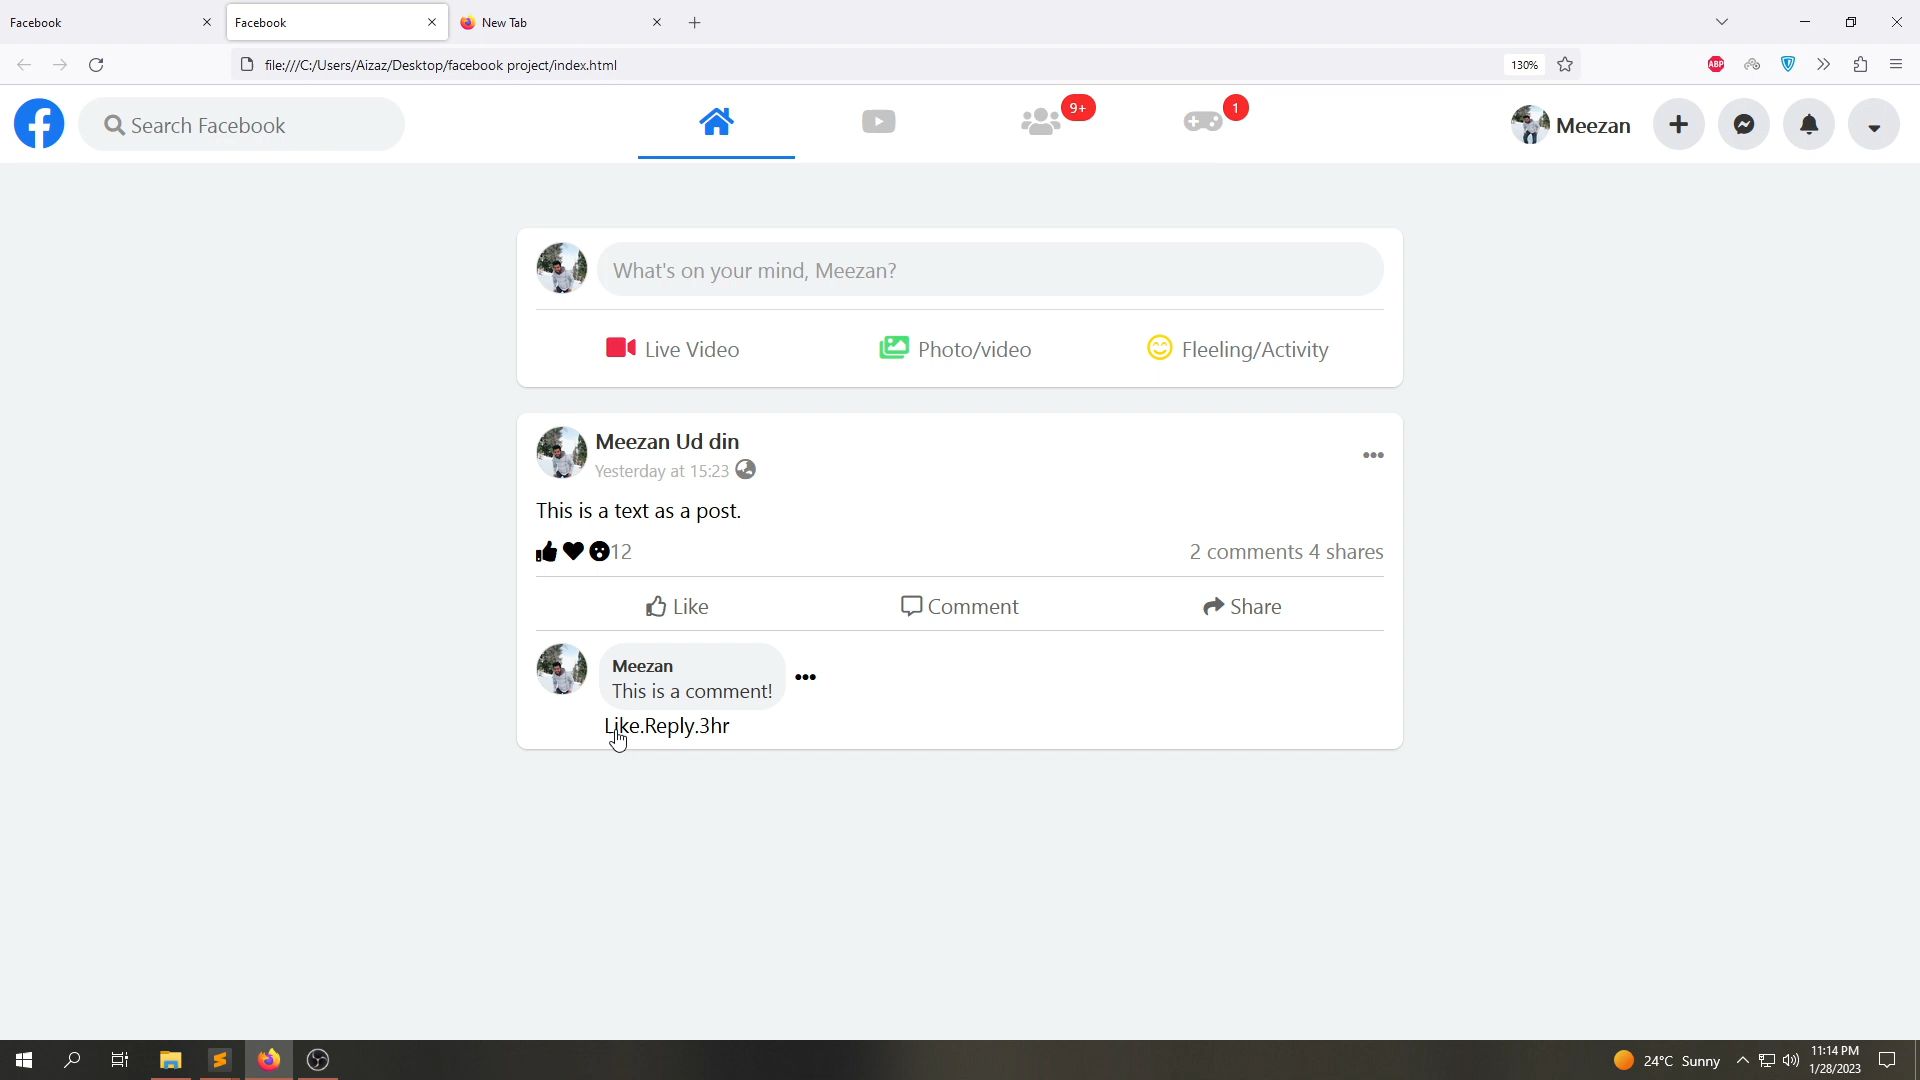 Facebook
Facebook
New Tab
file:///C:/Users/Aizaz/Desktop/facebook project/index.html
130%
ABP
Search Facebook
9+
1
Meezan
What's on your mind, Meezan?
Live Video
Photo/video
Fleeling/Activity
Meezan Ud din
Yesterday at 15:23
This is a text as a post.
12
2 comments 4 shares
Like
Comment
Share
Meezan
This is a comment!
Like.Reply.3hr
24°C Sunny
11:14 PM
1/28/2023